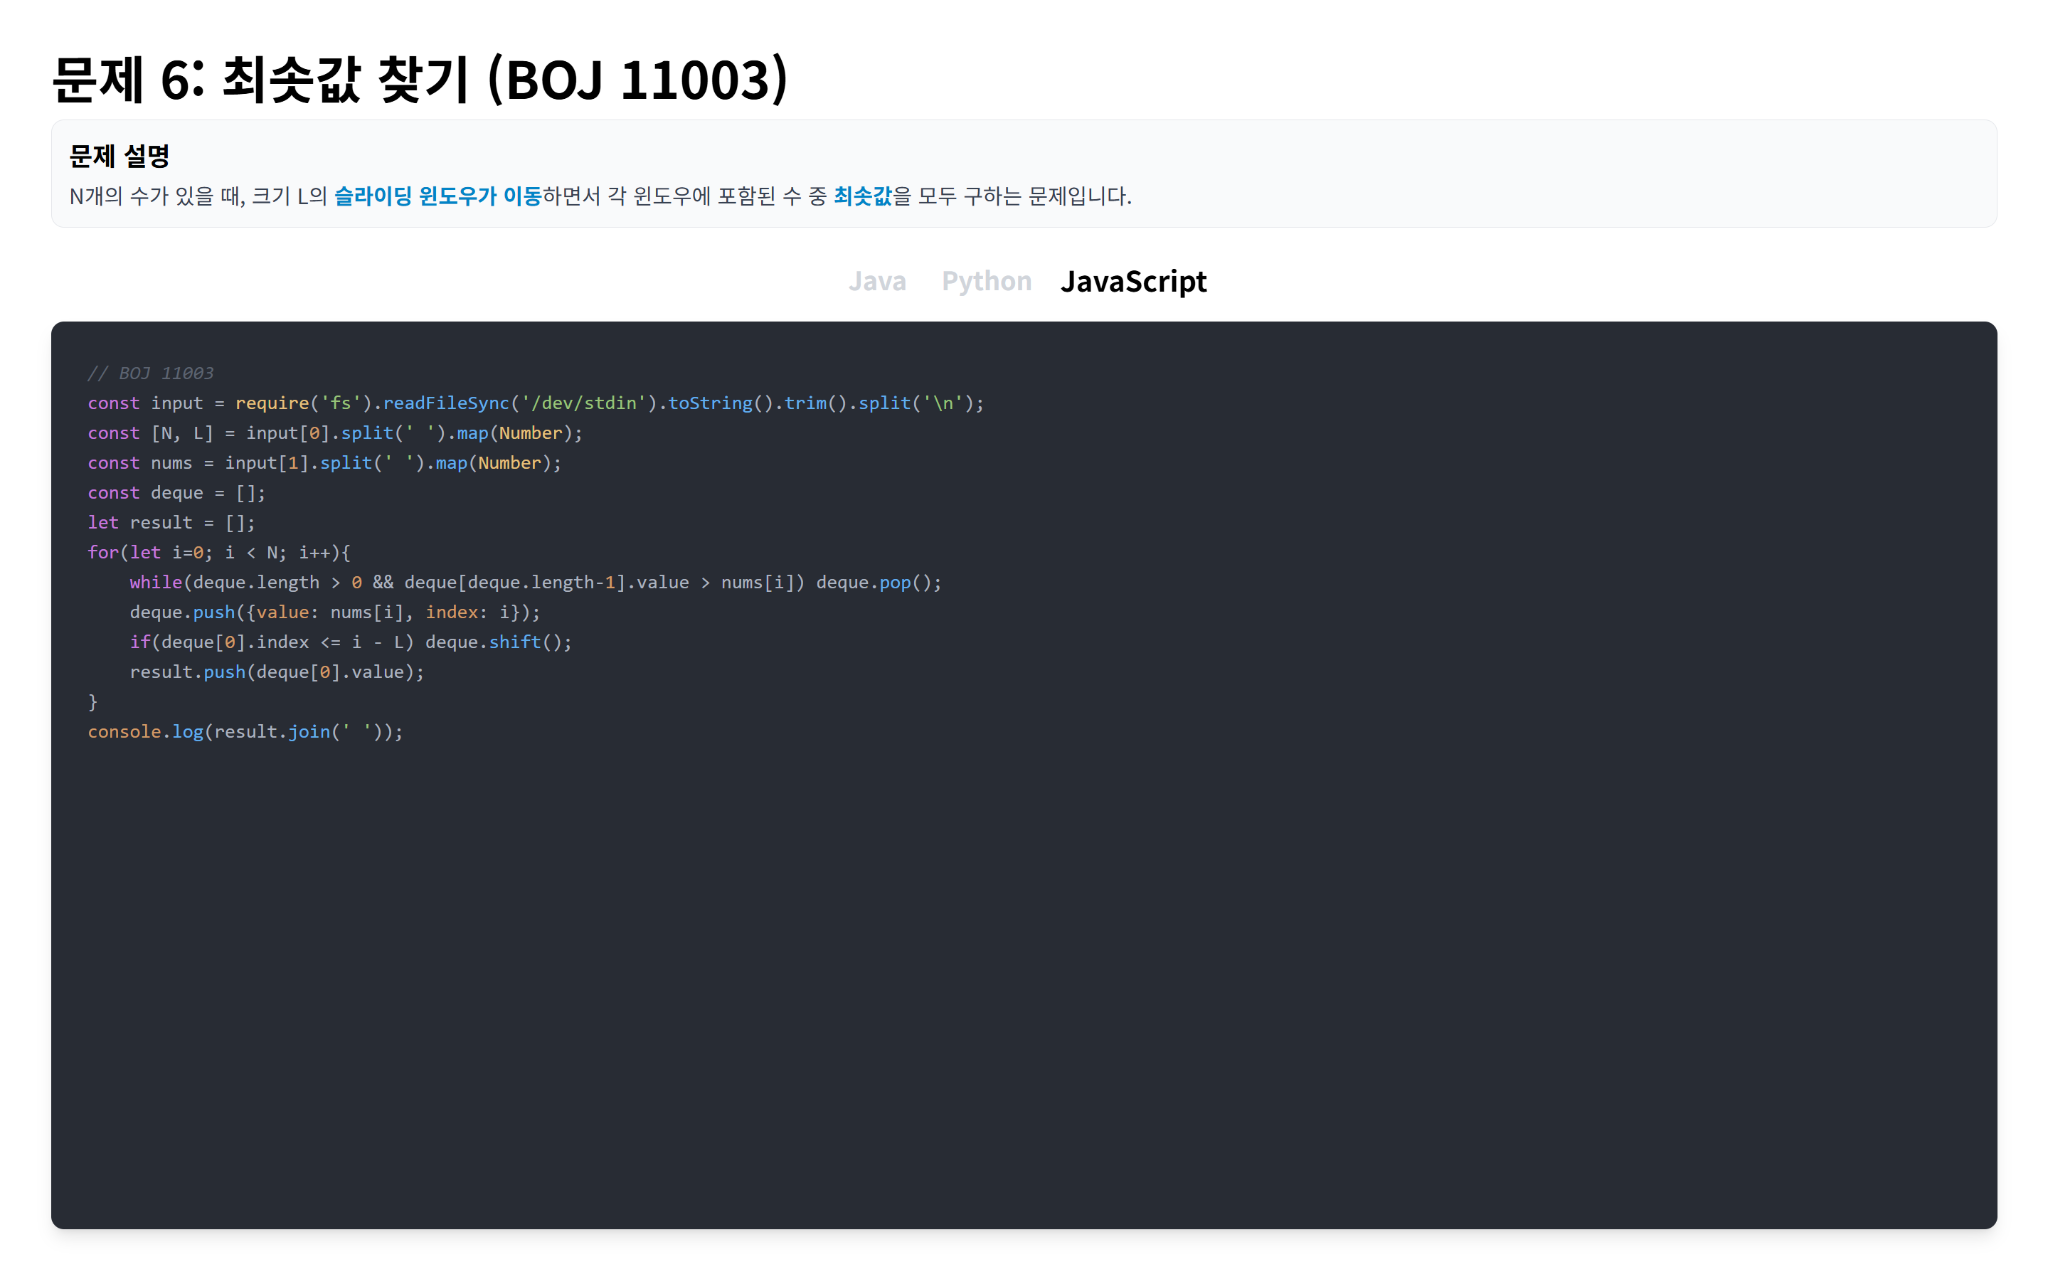 문제 6: 최솟값 찾기 (BOJ 11003)
문제 설명
N개의 수가 있을 때, 크기 L의 슬라이딩 윈도우가 이동하면서 각 윈도우에 포함된 수 중 최솟값을 모두 구하는 문제입니다.
Java Python JavaScript
// BOJ 11003
const input = require('fs').readFileSync('/dev/stdin').toString().trim().split('\n');
const [N, L] = input[0].split(' ').map(Number);
const nums = input[1].split(' ').map(Number);
const deque = [];
let result = [];
for(let i=0; i < N; i++){
    while(deque.length > 0 && deque[deque.length-1].value > nums[i]) deque.pop();
    deque.push({value: nums[i], index: i});
    if(deque[0].index <= i - L) deque.shift();
    result.push(deque[0].value);
}
console.log(result.join(' '));